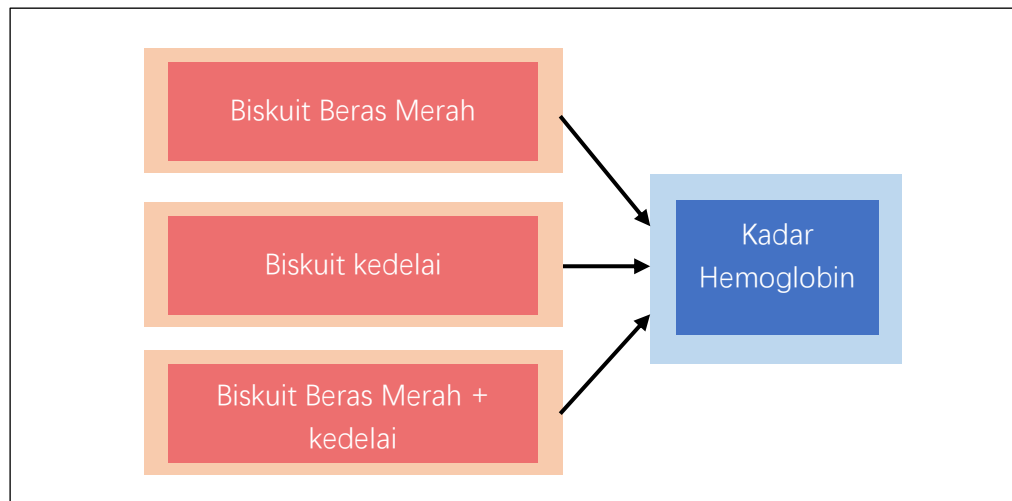 Biskuit Beras Merah
Biskuit kedelai
Biskuit Beras Merah +
kedelai
Kadar
Hemoglobin